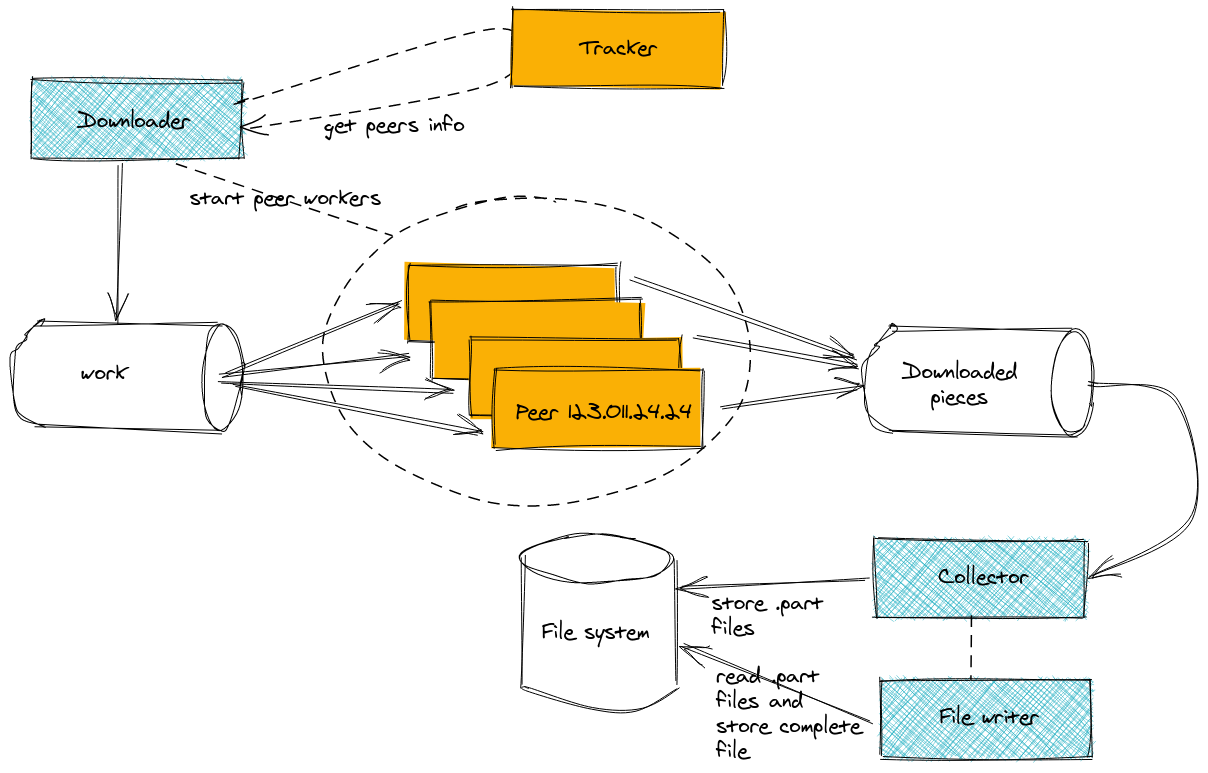 Tracker
Downloader
get peers info
start peer workers
work
Peer 123.011.24.24
Downloaded
pieces
Collector
store .part
files
File system
read .part
files and
store complete
file
File writer